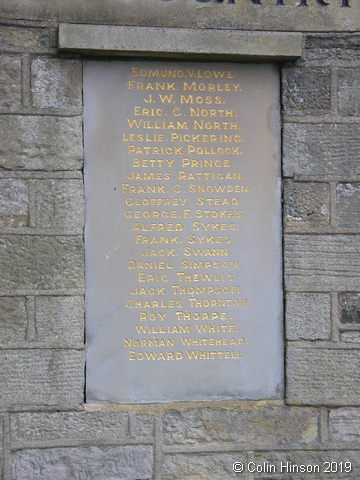 COUNTRY
EDMUND.V.LOWE
FRANK MORLEY.
J.W. MOSS.
ERIC C. NORTH.
WILLIAM NORTH.
LESLIE. PICKERING.
PATRICK POLLOCK.
BETTY PRINCE.
JAMES RATTIGAN
FRANK C. SNOWDEN.
GEOFFREY STEAD.
GEORGE. F. STOKES.
ALFRED SYKES.
FRANK. SYKES.
JACK. SWANN.
DANIEL SIMPSON.
ERIC THEWLIS.
JACK THOMPSON.
CHARLES THORNTON.
ROY THORPE.
WILLIAM WHITE.
NORMAN WHITEHEAD.
EDWARD WHITTELL.
©Colin Hinson 2019